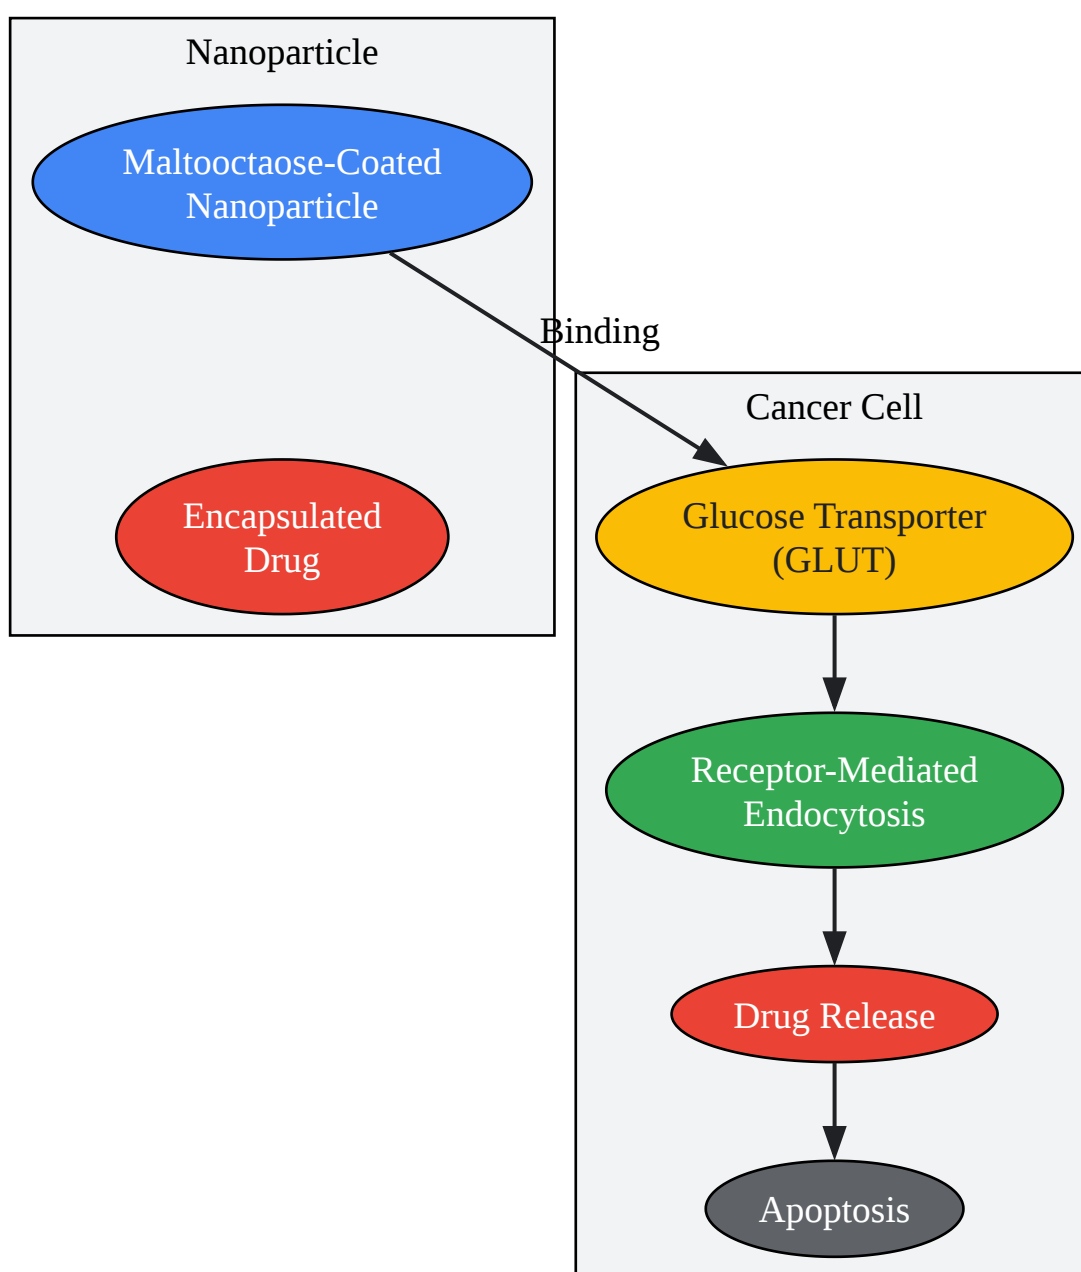 Nanoparticle
Maltooctaose-Coated
Nanoparticle
Binding
Encapsulated
Drug
Cancer Cell
Glucose Transporter
(GLUT)
Receptor-Mediated
Endocytosis
Drug Release
Apoptosis